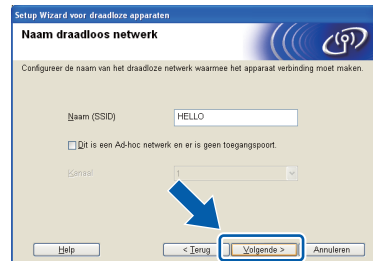 Setup Wizard voor draadloze apparaten
Naam draadloos netwerk
Configureer de naam van het draadloze netwerk waarmee het apparaat verbinding moet maken.
Naam (SSID) HELLO
Dit is een Ad-hoc netwerk en er is geen toegangspoort.
Kanaal 1
Help < Terug Volgende > Annuleren